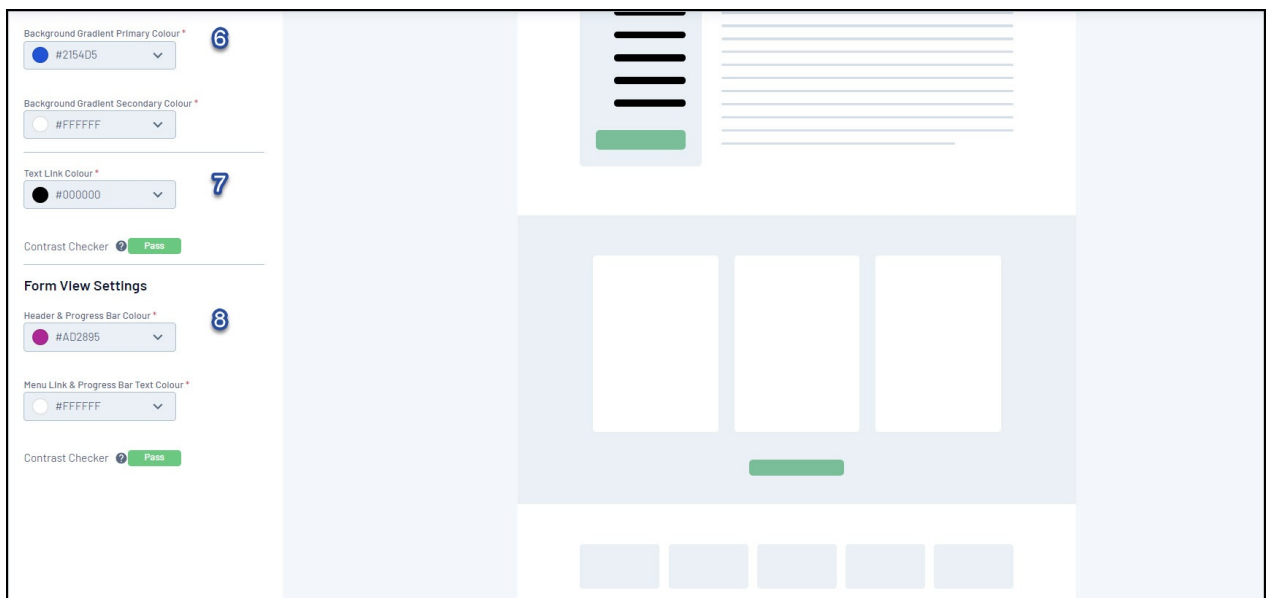 Background Gradient Primary Colour *
6
#2154D5
Background Gradient Secondary Colour *
#FFFFFF
Text Link Colour *
7
#000000
Contrast Checker ? Pass
Form View Settings
Header & Progress Bar Colour *
8
#AD2895
Menu Link & Progress Bar Text Colour *
#FFFFFF
Contrast Checker ? Pass